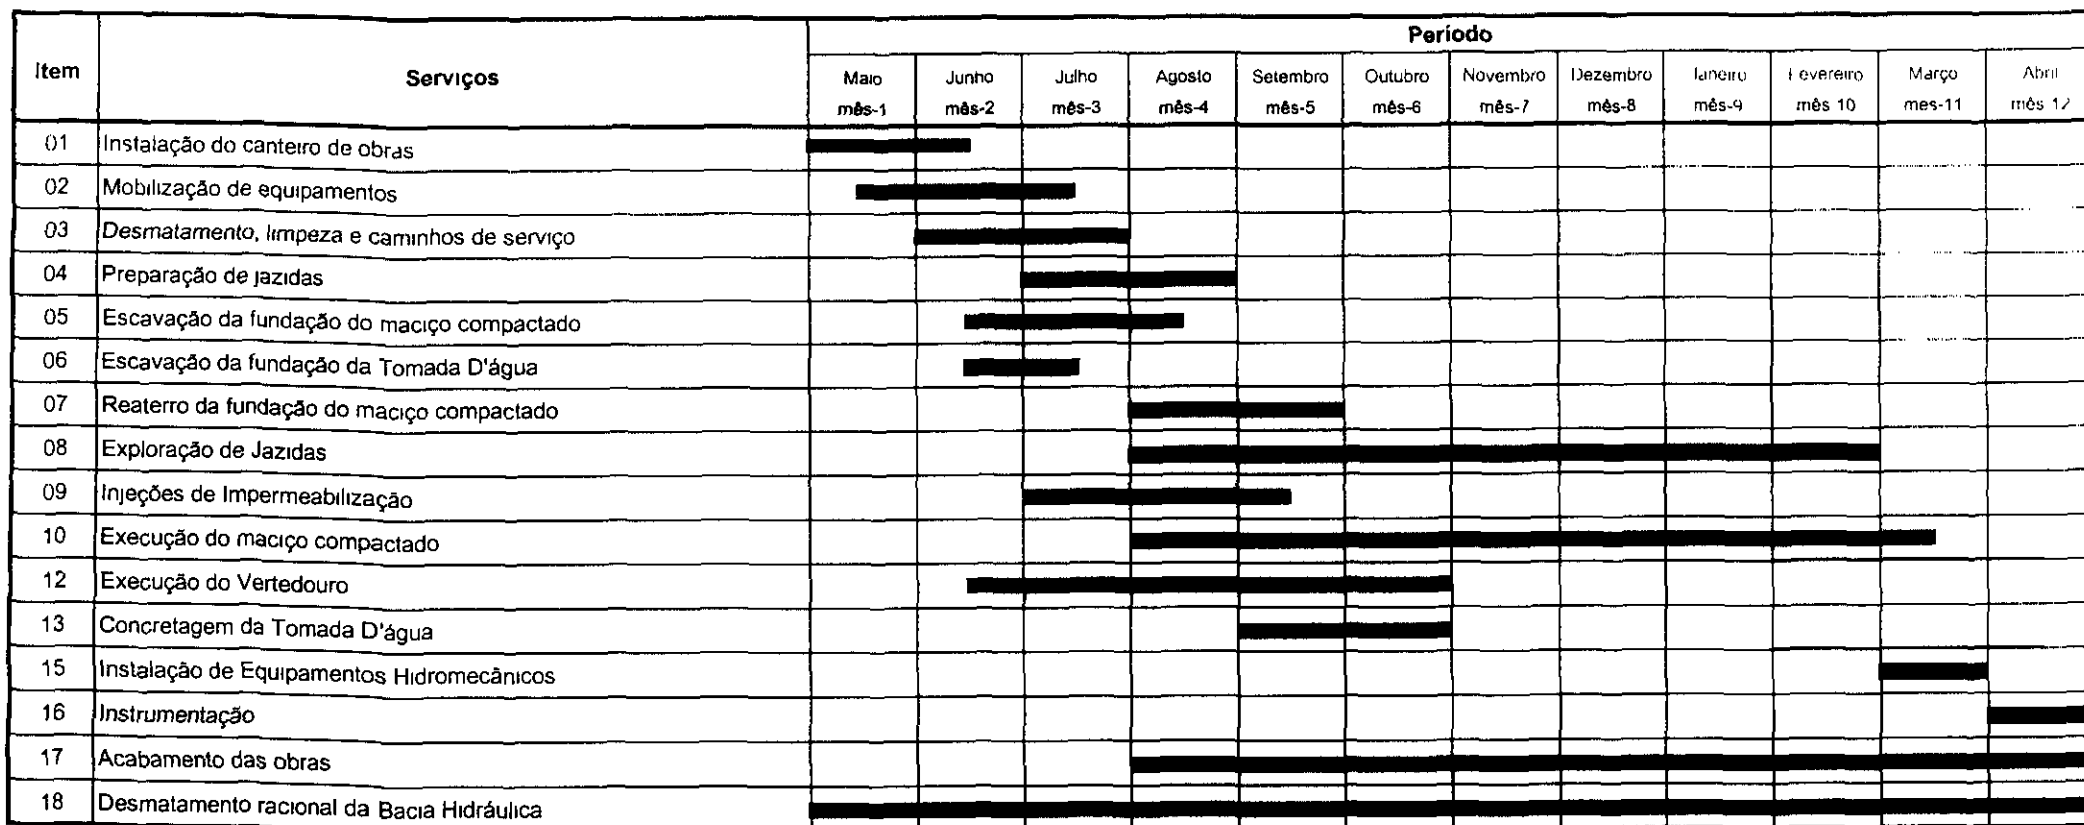 Período
Item Serviços Maio Junho Julho Agosto Setembro Outubro Novembro Dezembro Janeiro Fevereiro Março Abril
mês-1 mês-2 mês-3 mês-4 mês-5 mês-6 mês-7 mês-8 mês-9 mês 10 mes-11 mês 12
01 Instalação do canteiro de obras
02 Mobilização de equipamentos
03 Desmatamento, limpeza e caminhos de serviço
04 Preparação de jazidas
05 Escavação da fundação do maciço compactado
06 Escavação da fundação da Tomada D'água
07 Reaterro da fundação do maciço compactado
08 Exploração de Jazidas
09 Injeções de Impermeabilização
10 Execução do maciço compactado
12 Execução do Vertedouro
13 Concretagem da Tomada D'água
15 Instalação de Equipamentos Hidromecânicos
16 Instrumentação
17 Acabamento das obras
18 Desmatamento racional da Bacia Hidráulica